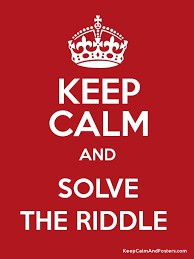 KEEP
CALM
AND
SOLVE
THE RIDDLE
KeepCalmAndPosters.com